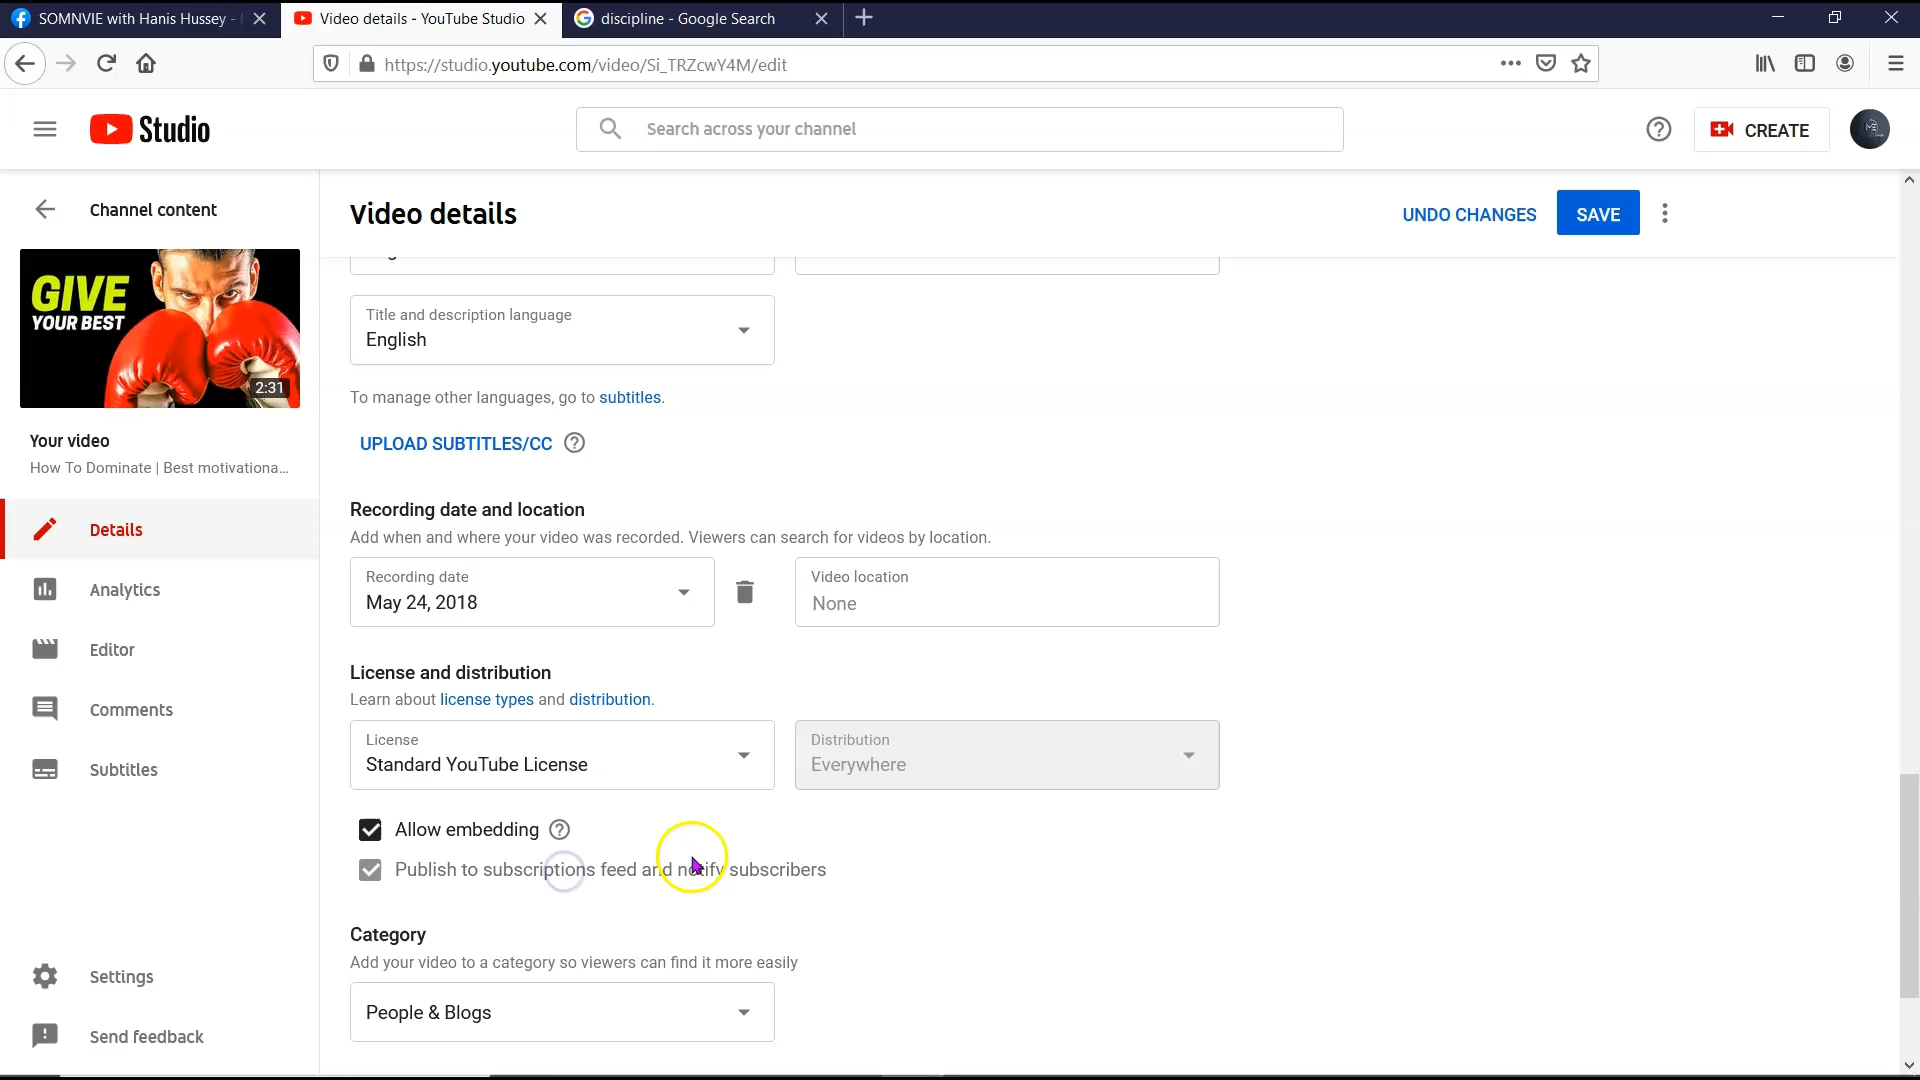 SOMNVIE with Hanis Hussey -
Video details - YouTube Studio
discipline - Google Search
https://studio.youtube.com/video/Si_TRZcwY4M/edit
Studio
Search across your channel
CREATE
Channel content
Video details
UNDO CHANGES
SAVE
GIVE
YOUR BEST
2:31
Title and description language
English
To manage other languages, go to subtitles.
Your video
How To Dominate | Best motivationa...
UPLOAD SUBTITLES/CC
Details
Recording date and location
Add when and where your video was recorded. Viewers can search for videos by location.
Analytics
Recording date
May 24, 2018
Video location
None
Editor
License and distribution
Learn about license types and distribution.
Comments
License
Standard YouTube License
Distribution
Everywhere
Subtitles
Allow embedding
Publish to subscriptions feed and notify subscribers
Category
Add your video to a category so viewers can find it more easily
Settings
People & Blogs
Send feedback